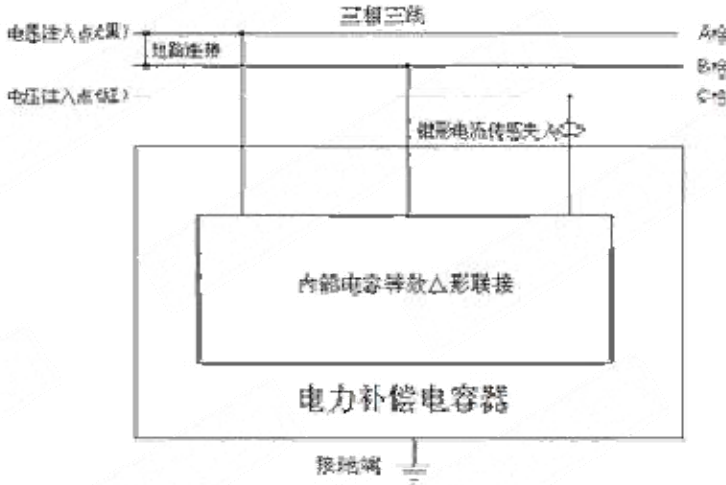 三相三线
电压注入点(黑)
A相
短路连接
B相
电压注入点(红)
C相
钳形电流传感夹入
内部电容等效△形联接
电力补偿电容器
接地端